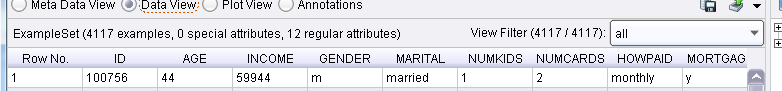 Meta Data View Data View Plot View Annotations
ExampleSet (4117 examples, 0 special attributes, 12 regular attributes) View Filter (4117 / 4117): all
Row No. ID AGE INCOME GENDER MARITAL NUMKIDS NUMCARDS HOWPAID MORTGAG
1 100756 44 59944 m married 1 2 monthly y